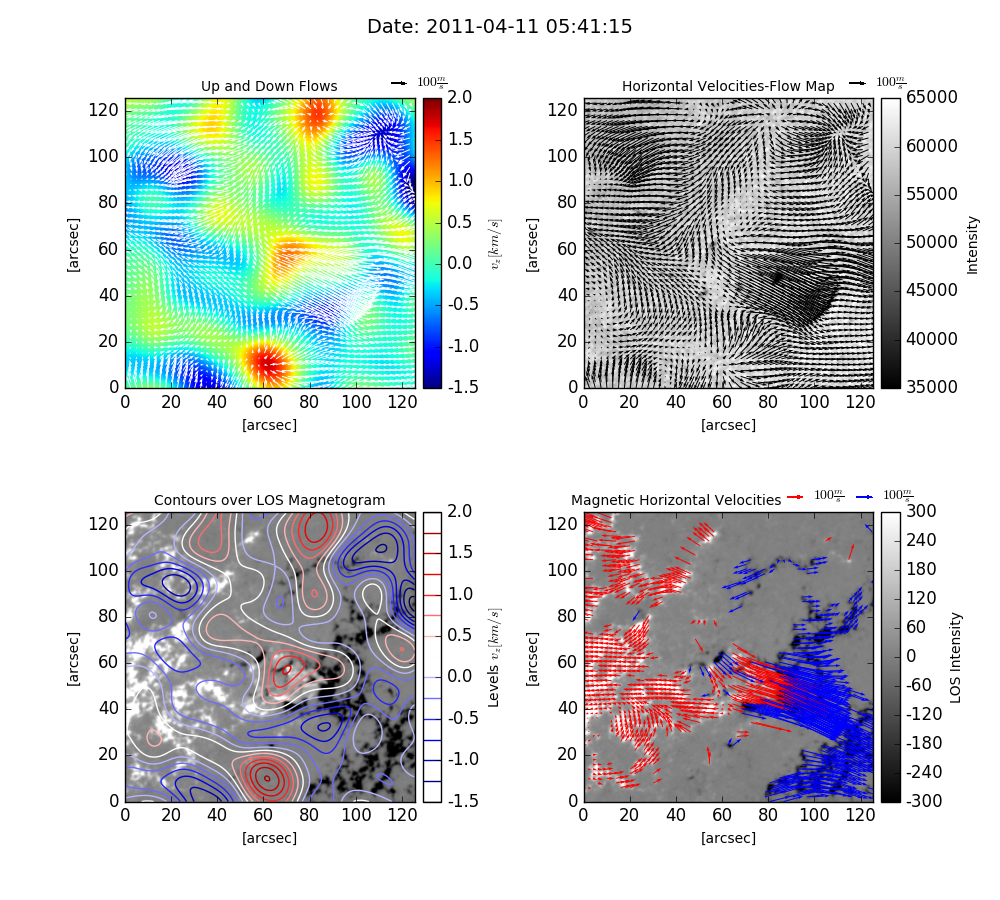 Date: 2011-04-11 05:41:15
Up and Down Flows
100 m/s
120
100
80
60
40
20
0
0 20 40 60 80 100 120
[arcsec]
[arcsec]
2.0
1.5
1.0
0.5
0.0
-0.5
-1.0
-1.5
v_z[km/s]
Horizontal Velocities-Flow Map
100 m/s
120
100
80
60
40
20
0
0 20 40 60 80 100 120
[arcsec]
[arcsec]
65000
60000
55000
50000
45000
40000
35000
Intensity
Contours over LOS Magnetogram
120
100
80
60
40
20
0
0 20 40 60 80 100 120
[arcsec]
[arcsec]
2.0
1.5
1.0
0.5
0.0
-0.5
-1.0
-1.5
Levels v_z[km/s]
Magnetic Horizontal Velocities
100 m/s
100 m/s
120
100
80
60
40
20
0
0 20 40 60 80 100 120
[arcsec]
[arcsec]
300
240
180
120
60
0
-60
-120
-180
-240
-300
LOS Intensity